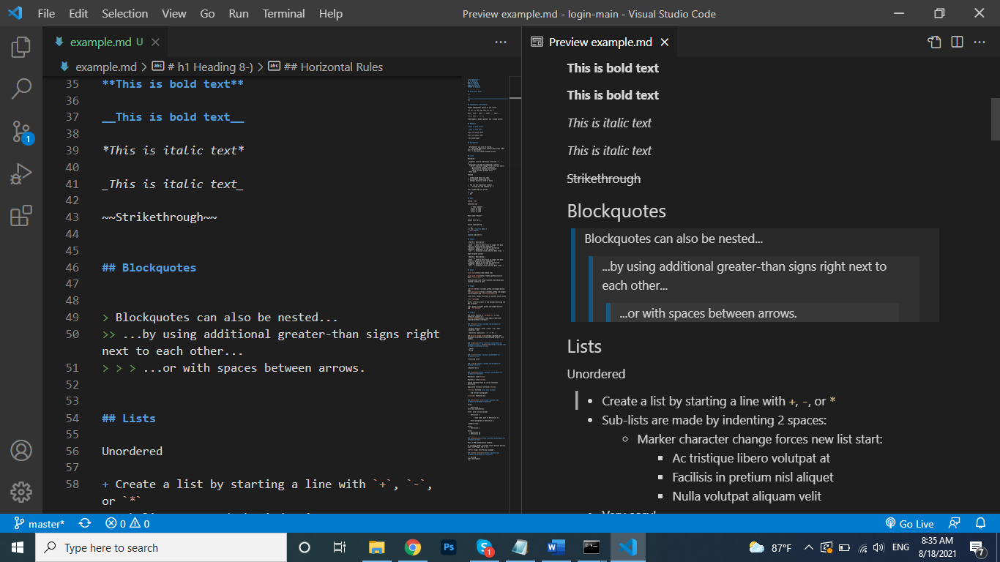 File Edit Selection View Go Run Terminal Help
Preview example.md - login-main - Visual Studio Code
example.md U
example.md > # h1 Heading 8-) > ## Horizontal Rules
35 **This is bold text**
36
37 __This is bold text__
38
39 *This is italic text*
40
41 _This is italic text_
42
43 ~~Strikethrough~~
44
45
46 ## Blockquotes
47
48
49 > Blockquotes can also be nested...
50 >> ...by using additional greater-than signs right
next to each other...
51 > > > ...or with spaces between arrows.
52
53
54 ## Lists
55
56 Unordered
57
58 + Create a list by starting a line with `+`, `-`,
or `*`
Preview example.md
This is bold text
This is bold text
This is italic text
This is italic text
Strikethrough
Blockquotes
Blockquotes can also be nested...
...by using additional greater-than signs right next to
each other...
...or with spaces between arrows.
Lists
Unordered
• Create a list by starting a line with +, -, or *
• Sub-lists are made by indenting 2 spaces:
◦ Marker character change forces new list start:
▪ Ac tristique libero volutpat at
▪ Facilisis in pretium nisl aliquet
▪ Nulla volutpat aliquam velit
• Very easy!
1
master* 0 0
Go Live
Type here to search
Ps
1
87°F
ENG
8:35 AM
8/18/2021
7